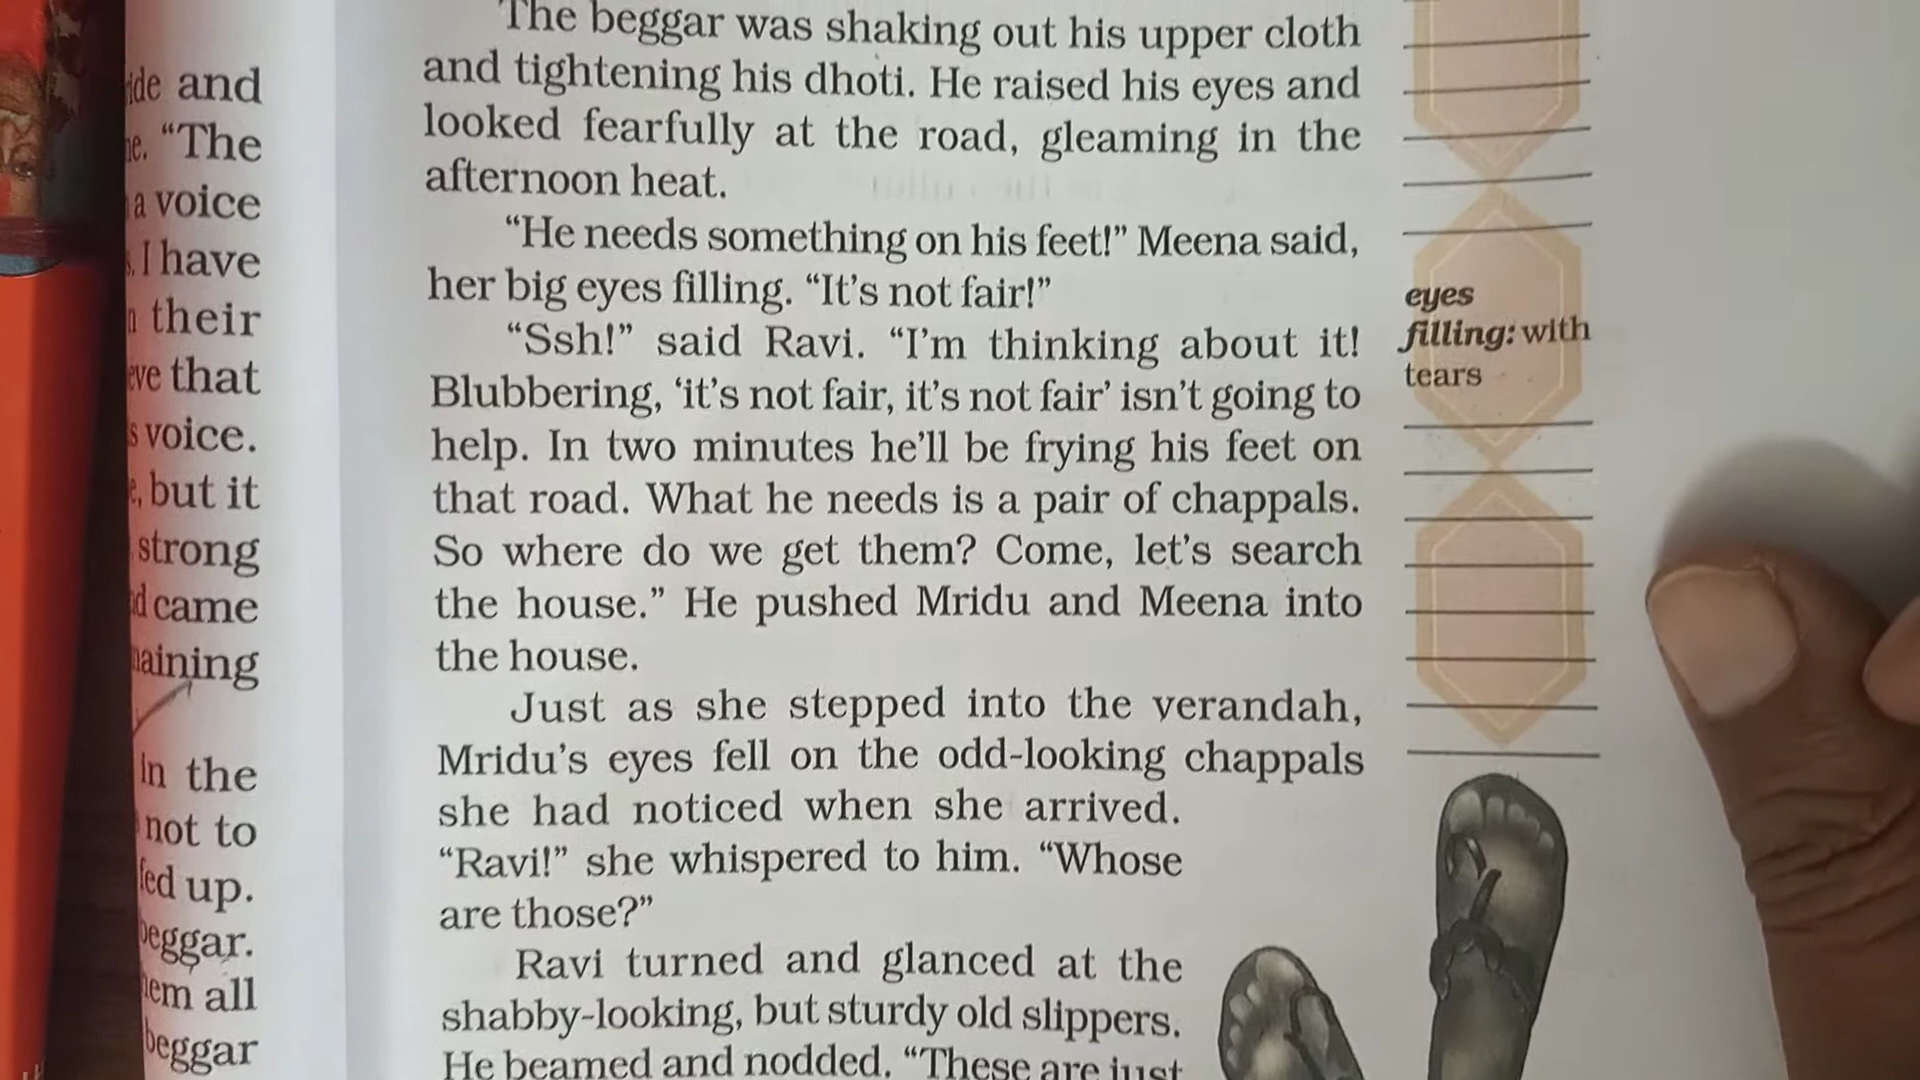 and
"The
a voice
I have
their
that
voice.
but it
strong
came
in the
not to
up.
all
The beggar was shaking out his upper cloth
and tightening his dhoti. He raised his eyes and
looked fearfully at the road, gleaming in the
afternoon heat.
"He needs something on his feet!" Meena said,
her big eyes filling. "It's not fair!"
"Ssh!" said Ravi. "I'm thinking about it!
Blubbering, 'it's not fair, it's not fair' isn't going to
help. In two minutes he'll be frying his feet on
that road. What he needs is a pair of chappals.
So where do we get them? Come, let's search
the house." He pushed Mridu and Meena into
the house.
Just as she stepped into the verandah,
Mridu's eyes fell on the odd-looking chappals
she had noticed when she arrived.
"Ravi!" she whispered to him. "Whose
are those?"
Ravi turned and glanced at the
shabby-looking, but sturdy old slippers.
He beamed and nodded. "These are just
eyes
filling: with
tears